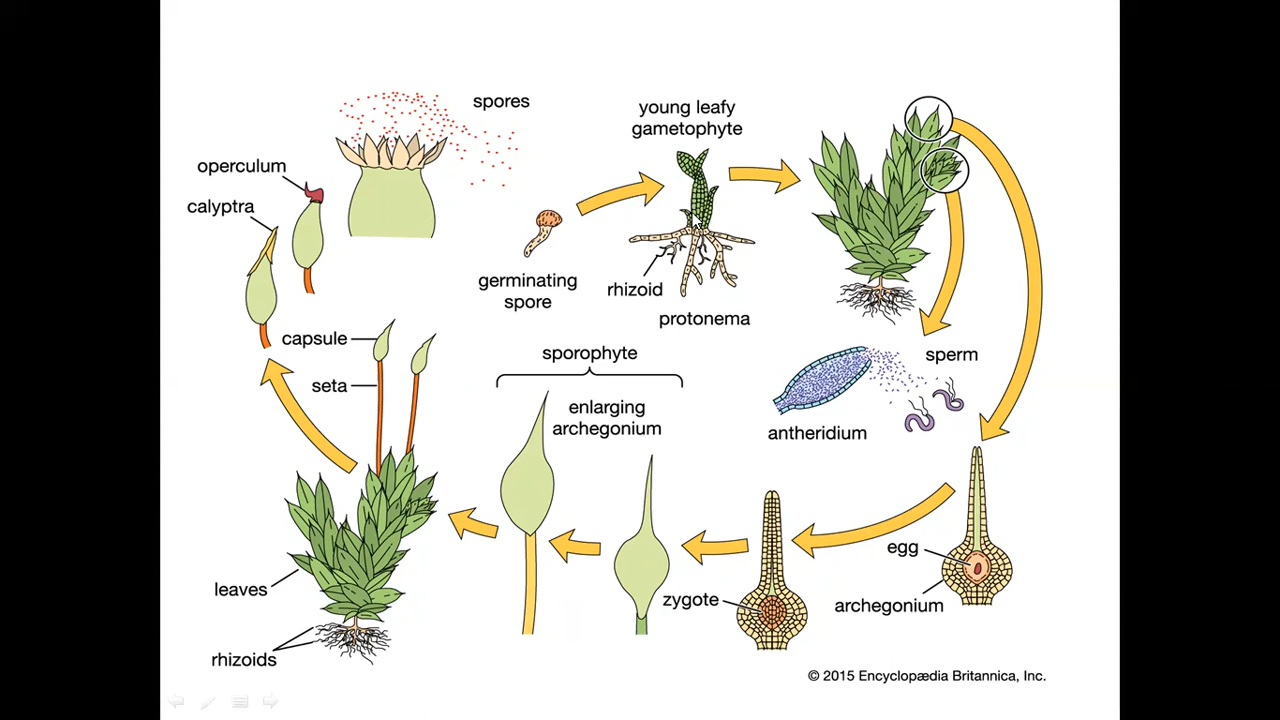 spores
young leafy
gametophyte
operculum
calyptra
germinating
spore
rhizoid
protonema
capsule
seta
sporophyte
enlarging
archegonium
sperm
antheridium
egg
archegonium
zygote
leaves
rhizoids
© 2015 Encyclopædia Britannica, Inc.